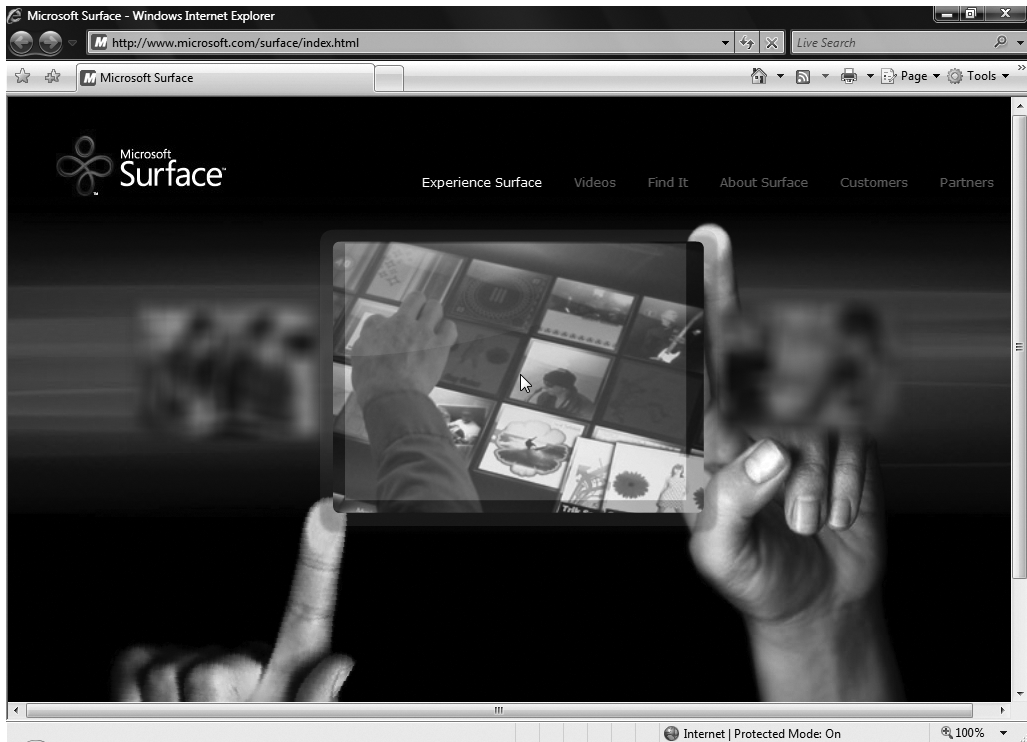 Microsoft Surface - Windows Internet Explorer
http://www.microsoft.com/surface/index.html
Live Search
Microsoft Surface
Page
Tools
Microsoft
Surface™
Experience Surface
Videos
Find It
About Surface
Customers
Partners
Internet | Protected Mode: On
100%